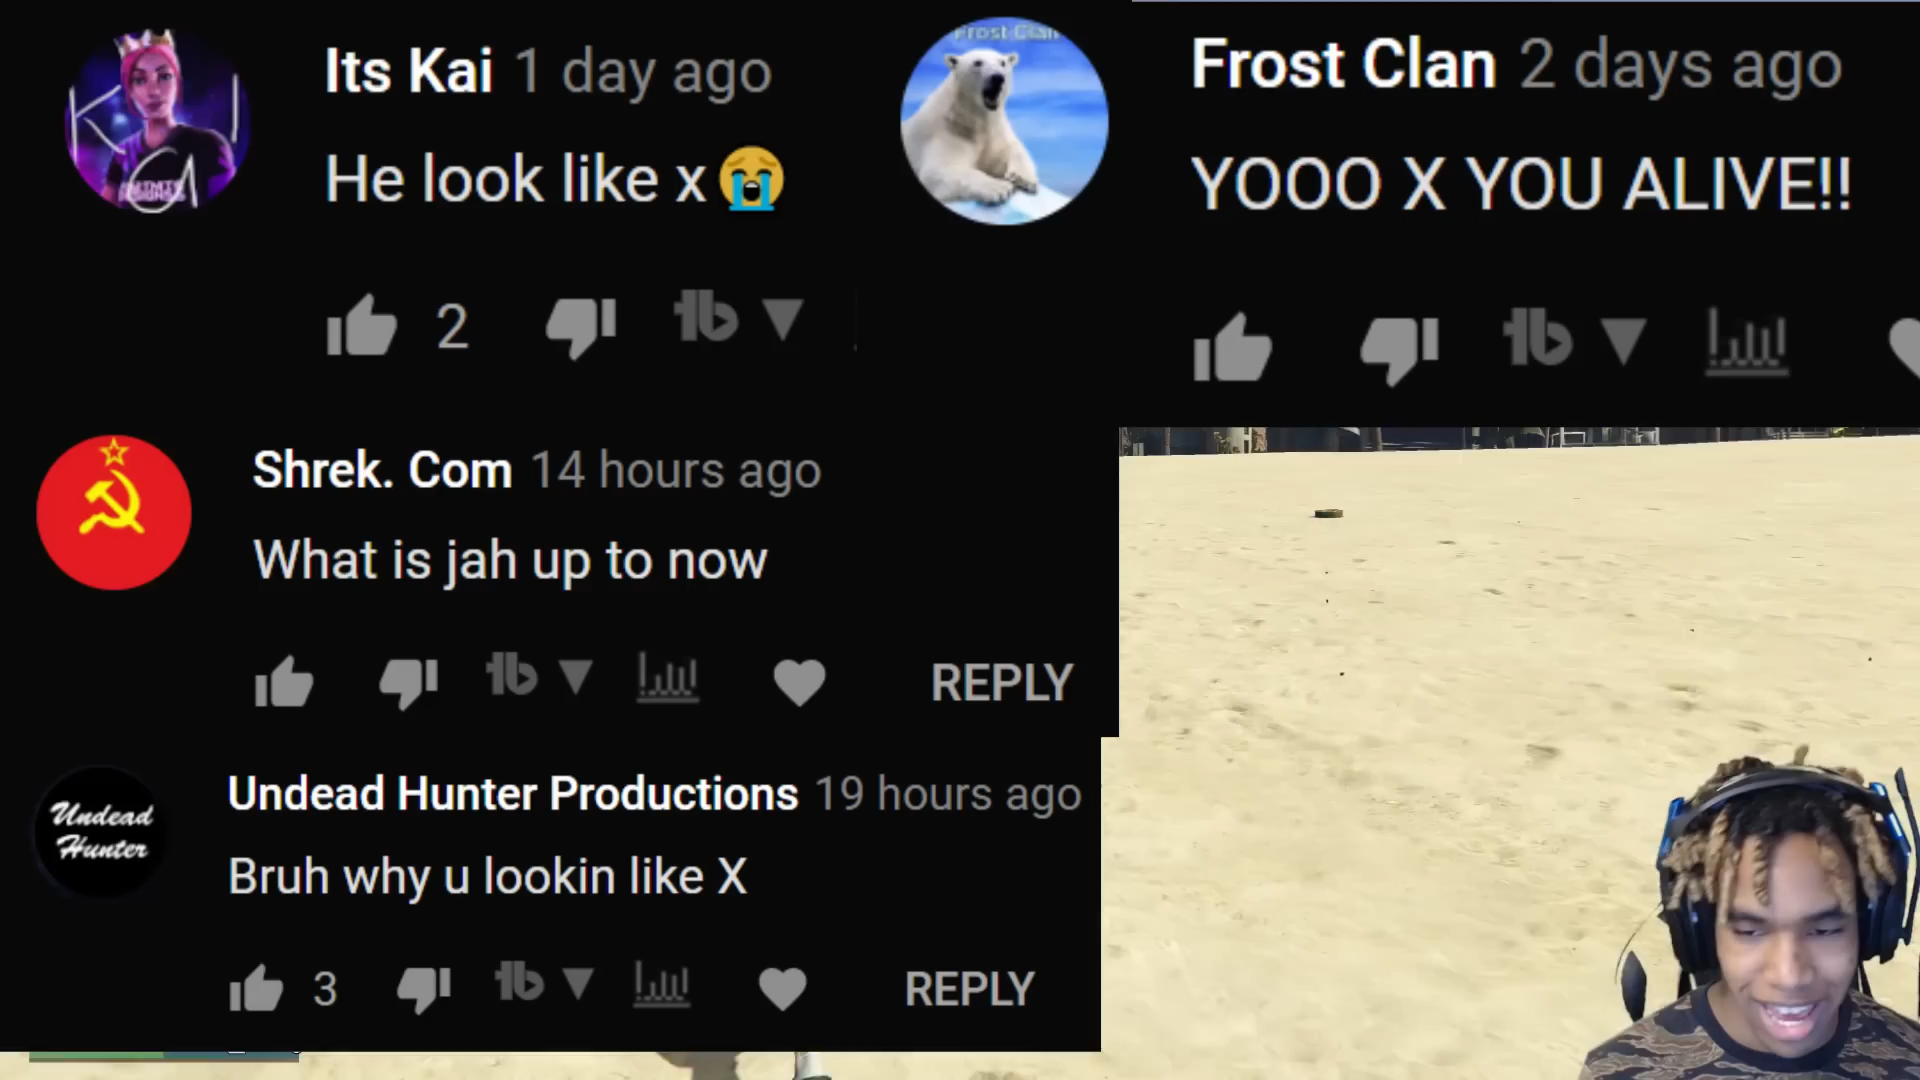 Its Kai 1 day ago
He look like x😭
2
Frost Clan
Frost Clan 2 days ago
YOOO X YOU ALIVE!!
Shrek. Com 14 hours ago
What is jah up to now
REPLY
Undead
Hunter
Undead Hunter Productions 19 hours ago
Bruh why u lookin like X
3
REPLY